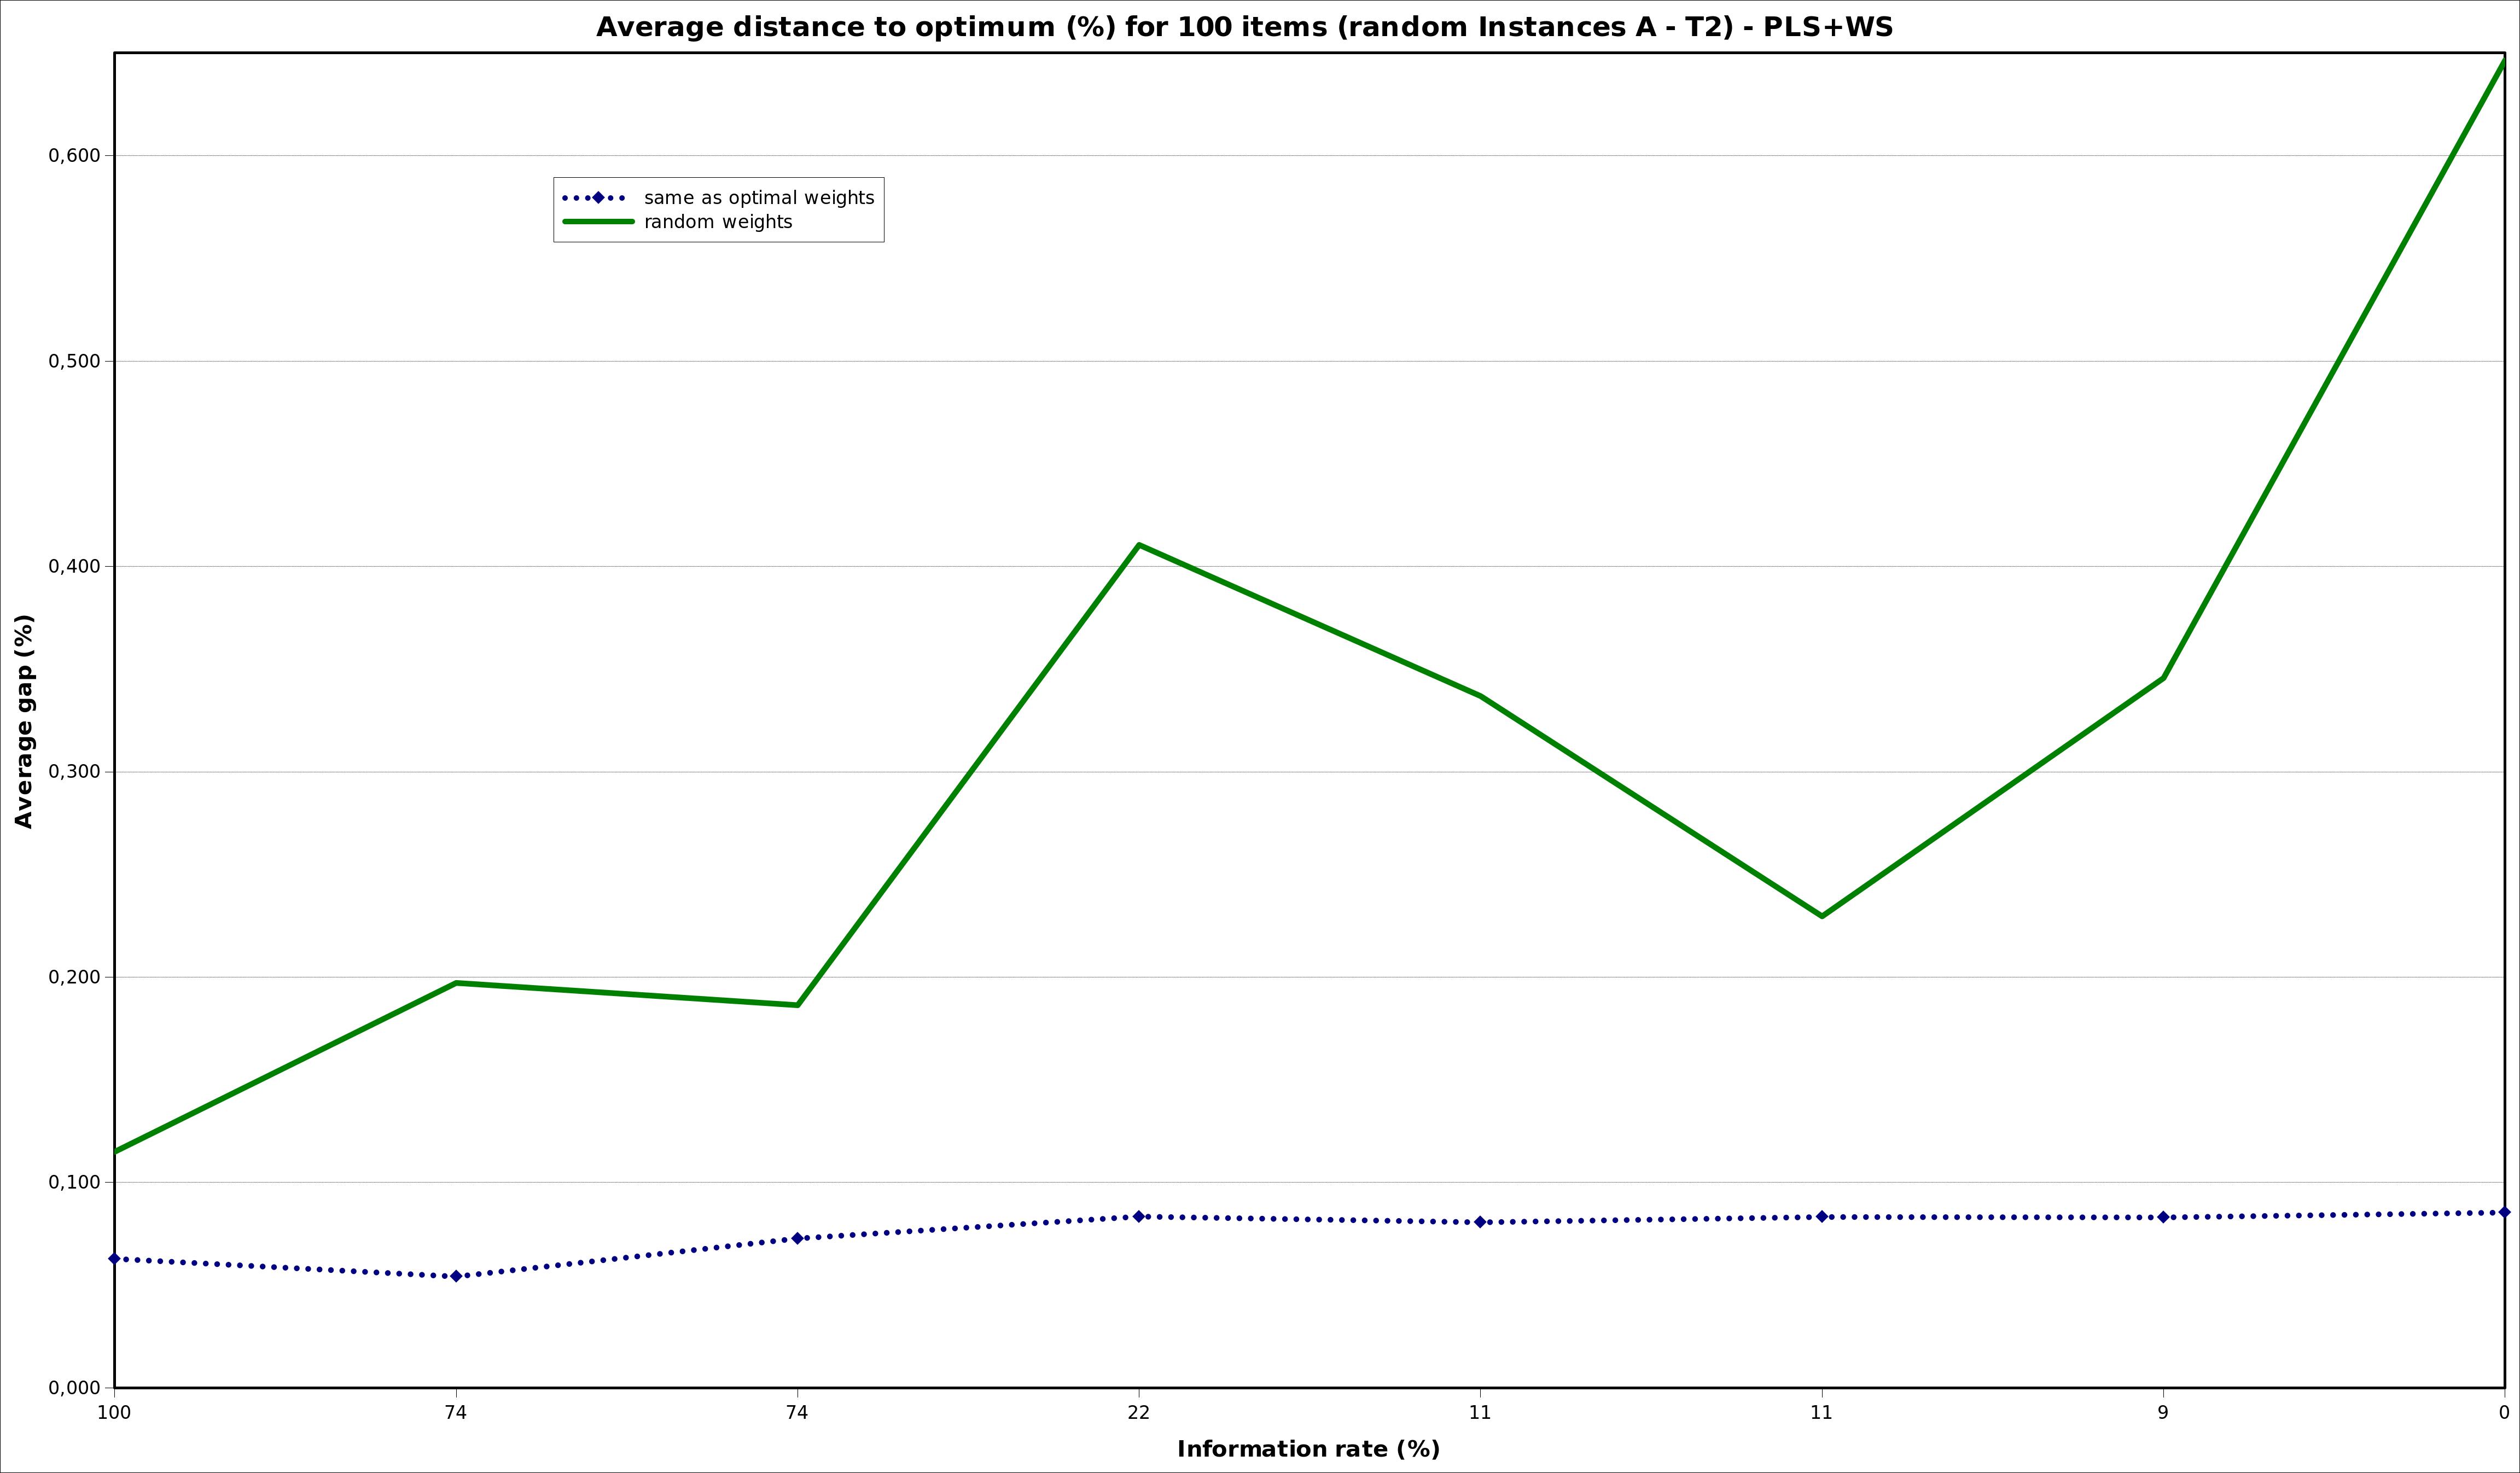 Average distance to optimum (%) for 100 items (random Instances A - T2) - PLS+WS
0,600
same as optimal weights
random weights
0,500
0,400
Average gap (%)
0,300
0,200
0,100
0,000
100 74 74 22 11 11 9 0
Information rate (%)